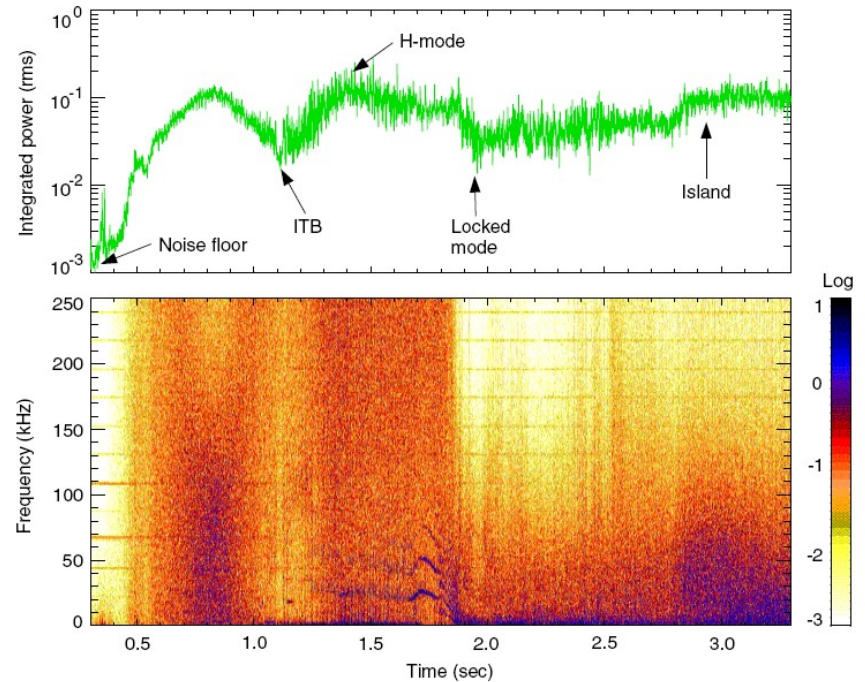 10⁰
10⁻¹
10⁻²
10⁻³
Integrated power (rms)
H-mode
ITB
Noise floor
Locked
mode
Island
250
200
150
100
50
0
Frequency (kHz)
0.5 1.0 1.5 2.0 2.5 3.0
Time (sec)
Log
1
0
-1
-2
-3